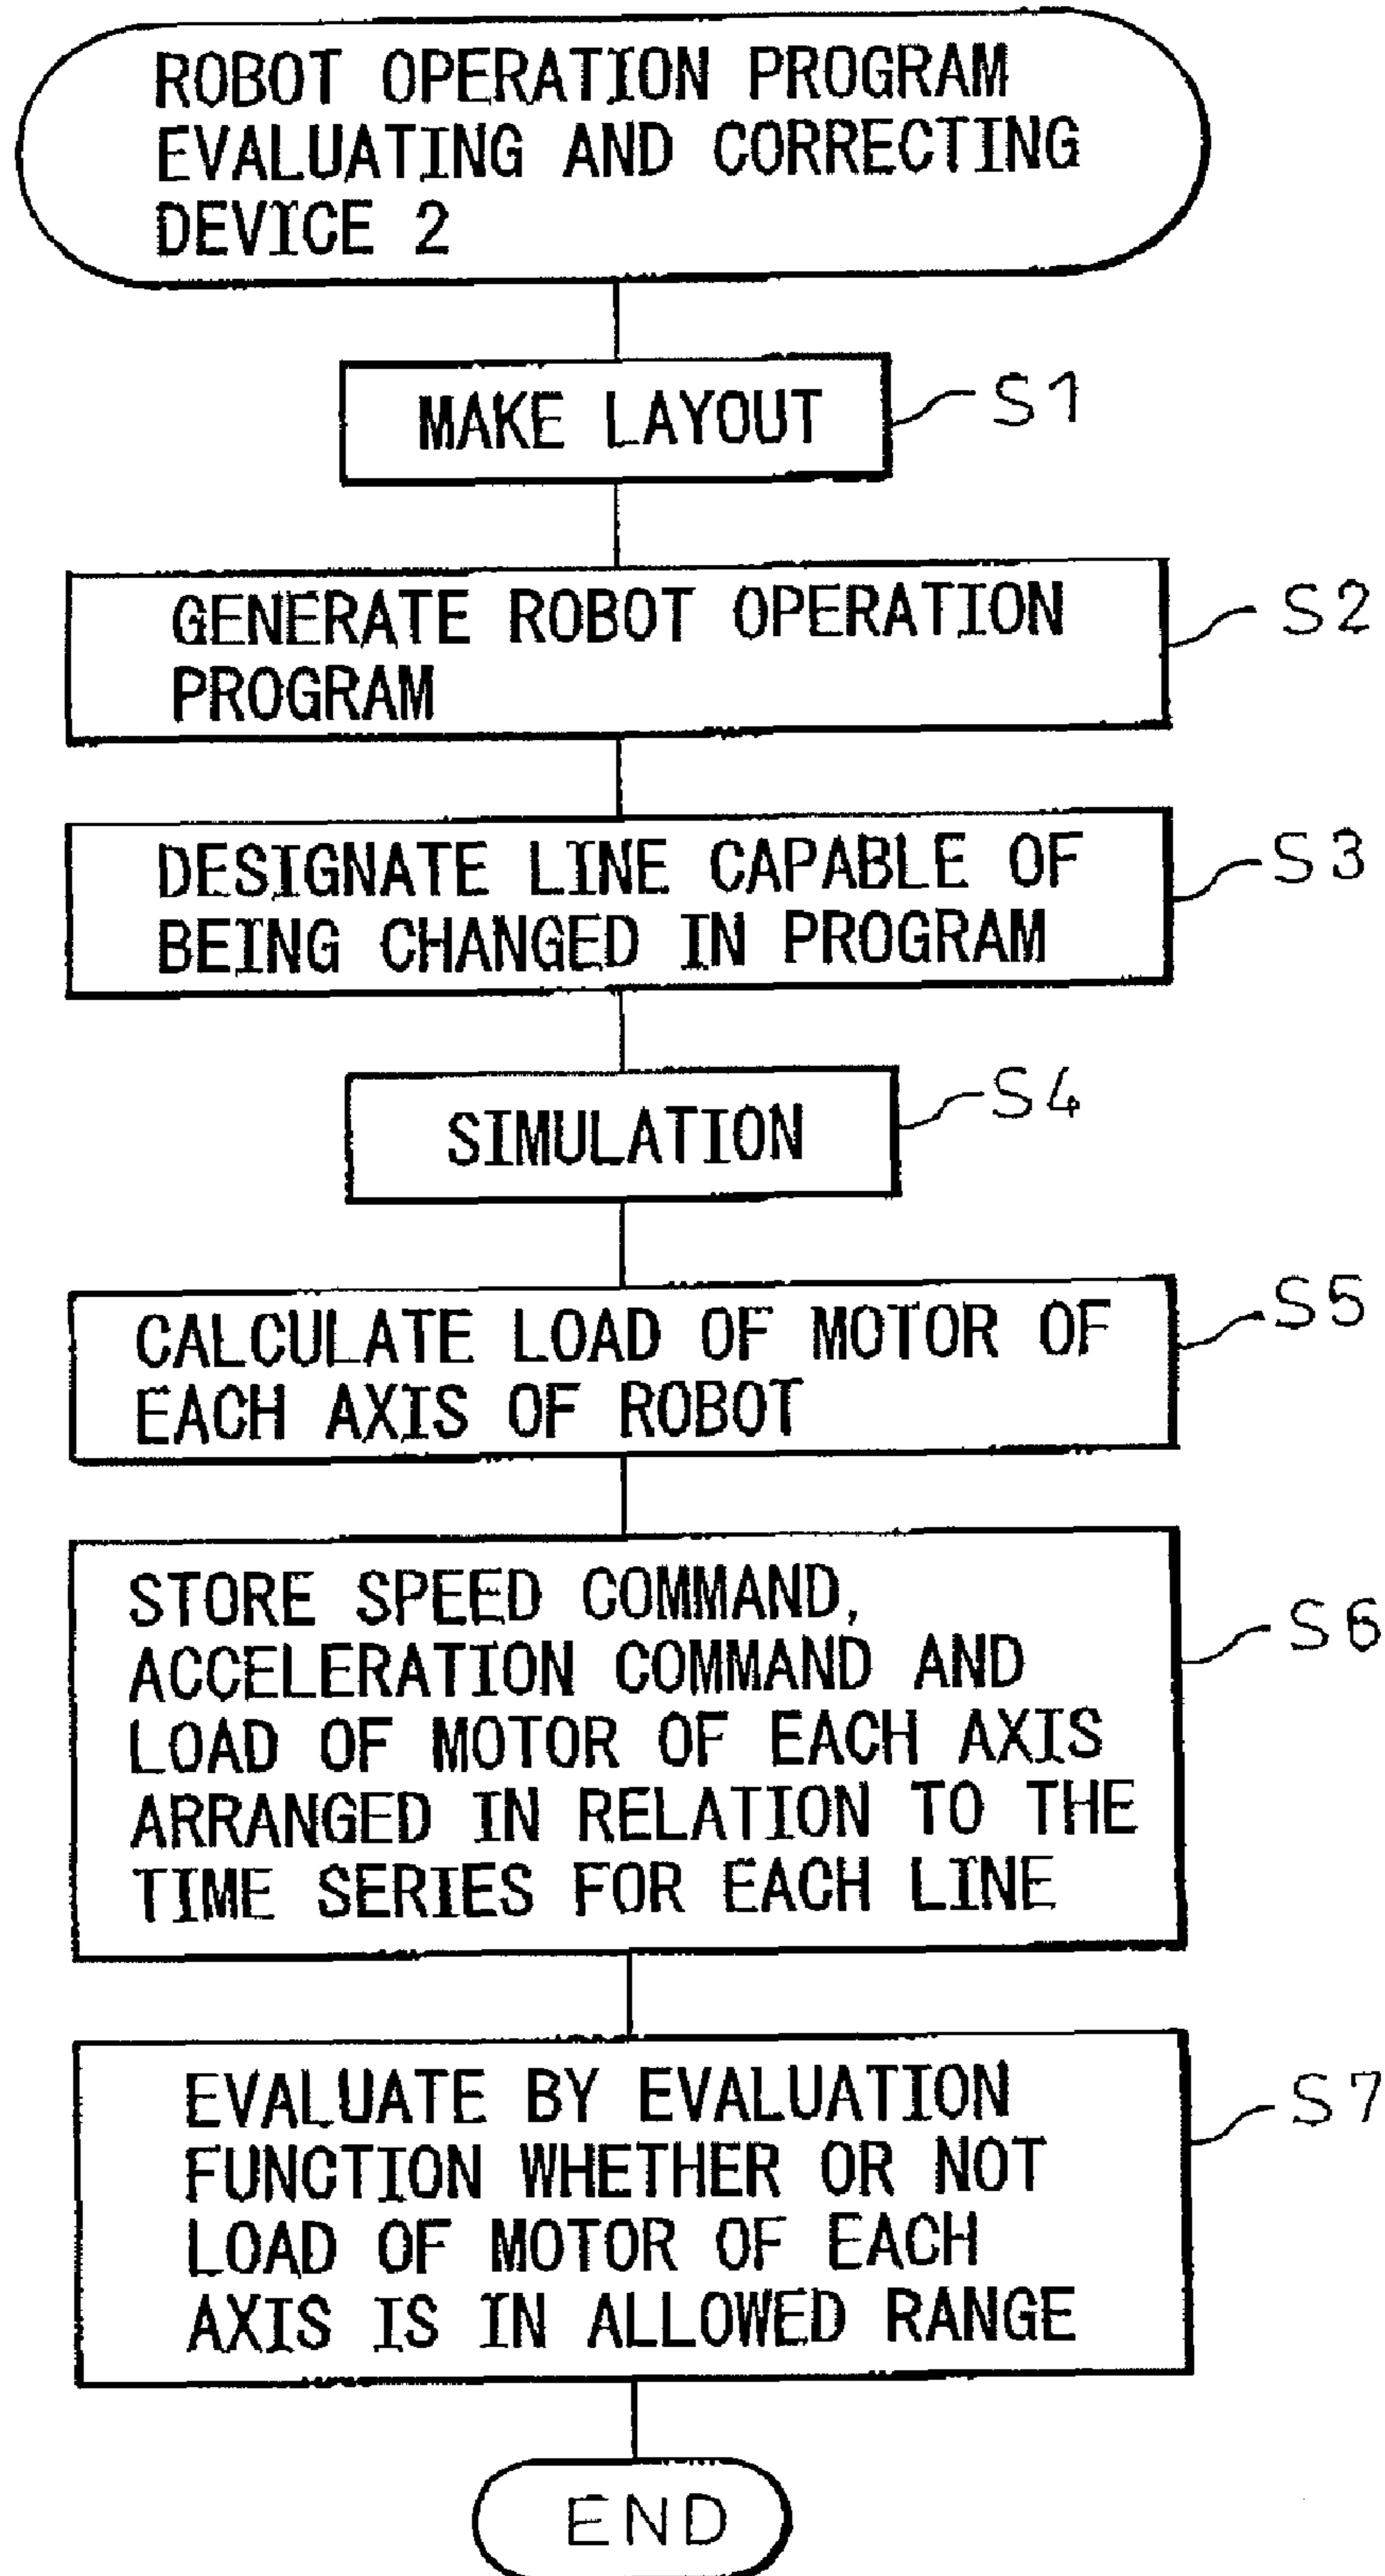 ROBOT OPERATION PROGRAM
EVALUATING AND CORRECTING
DEVICE 2
MAKE LAYOUT
S1
GENERATE ROBOT OPERATION
PROGRAM
S2
DESIGNATE LINE CAPABLE OF
BEING CHANGED IN PROGRAM
S3
SIMULATION
S4
CALCULATE LOAD OF MOTOR OF
EACH AXIS OF ROBOT
S5
STORE SPEED COMMAND,
ACCELERATION COMMAND AND
LOAD OF MOTOR OF EACH AXIS
ARRANGED IN RELATION TO THE
TIME SERIES FOR EACH LINE
S6
EVALUATE BY EVALUATION
FUNCTION WHETHER OR NOT
LOAD OF MOTOR OF EACH
AXIS IS IN ALLOWED RANGE
S7
END